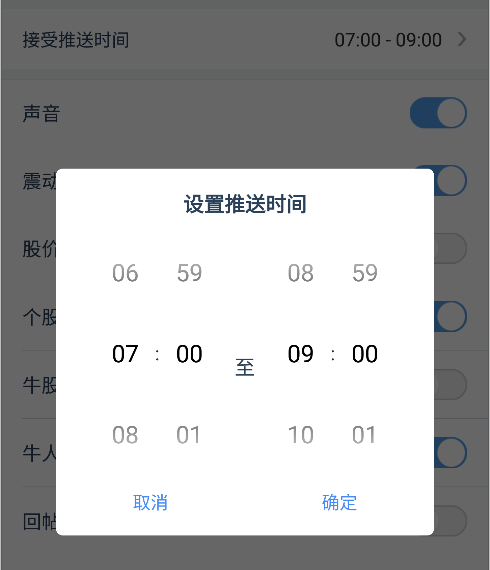 接受推送时间 07:00 - 09:00
声音
震动
股价
个股
牛股
牛人
回帖
设置推送时间
06 59 08 59
07 : 00 至 09 : 00
08 01 10 01
取消 确定